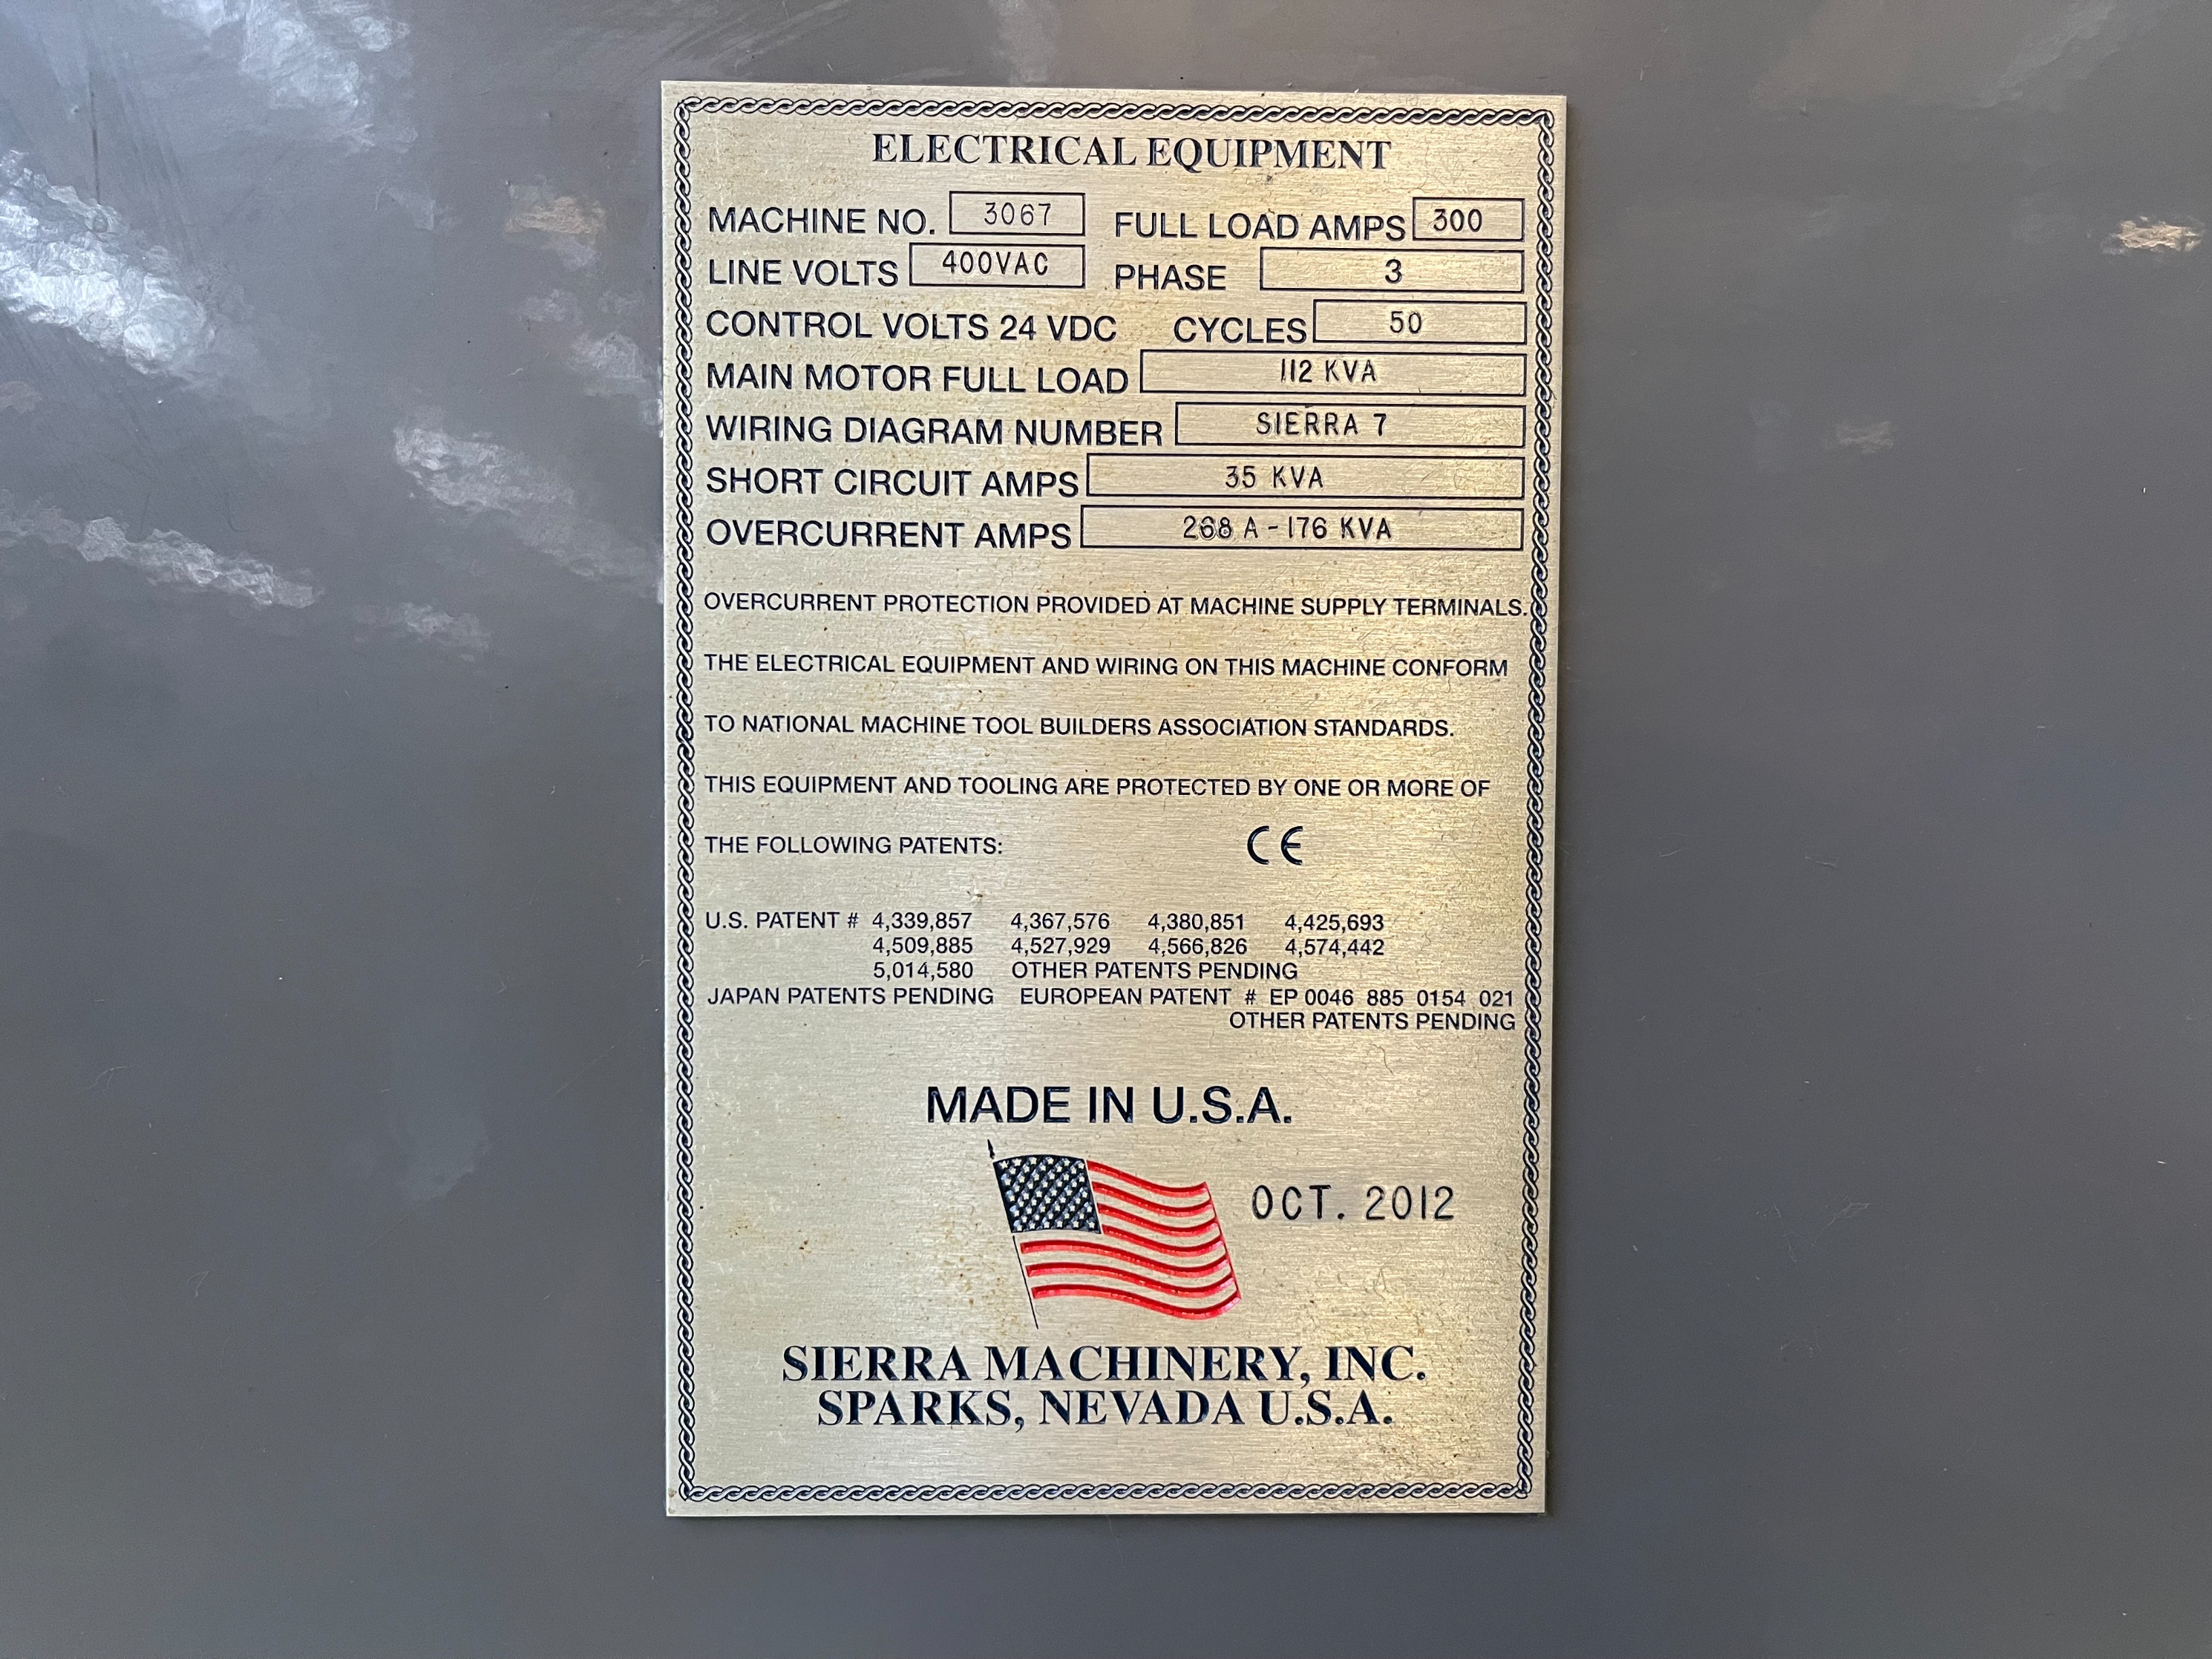 ELECTRICAL EQUIPMENT
MACHINE NO. 3067 FULL LOAD AMPS 300
LINE VOLTS 400VAC PHASE 3
CONTROL VOLTS 24 VDC CYCLES 50
MAIN MOTOR FULL LOAD 112 KVA
WIRING DIAGRAM NUMBER SIERRA 7
SHORT CIRCUIT AMPS 35 KVA
OVERCURRENT AMPS 268 A - 176 KVA
OVERCURRENT PROTECTION PROVIDED AT MACHINE SUPPLY TERMINALS.
THE ELECTRICAL EQUIPMENT AND WIRING ON THIS MACHINE CONFORM
TO NATIONAL MACHINE TOOL BUILDERS ASSOCIATION STANDARDS.
THIS EQUIPMENT AND TOOLING ARE PROTECTED BY ONE OR MORE OF
THE FOLLOWING PATENTS: CE
U.S. PATENT # 4,339,857 4,367,576 4,380,851 4,425,693
4,509,885 4,527,929 4,566,826 4,574,442
5,014,580 OTHER PATENTS PENDING
JAPAN PATENTS PENDING EUROPEAN PATENT # EP 0046 885 0154 021
OTHER PATENTS PENDING
MADE IN U.S.A.
OCT. 2012
SIERRA MACHINERY, INC.
SPARKS, NEVADA U.S.A.